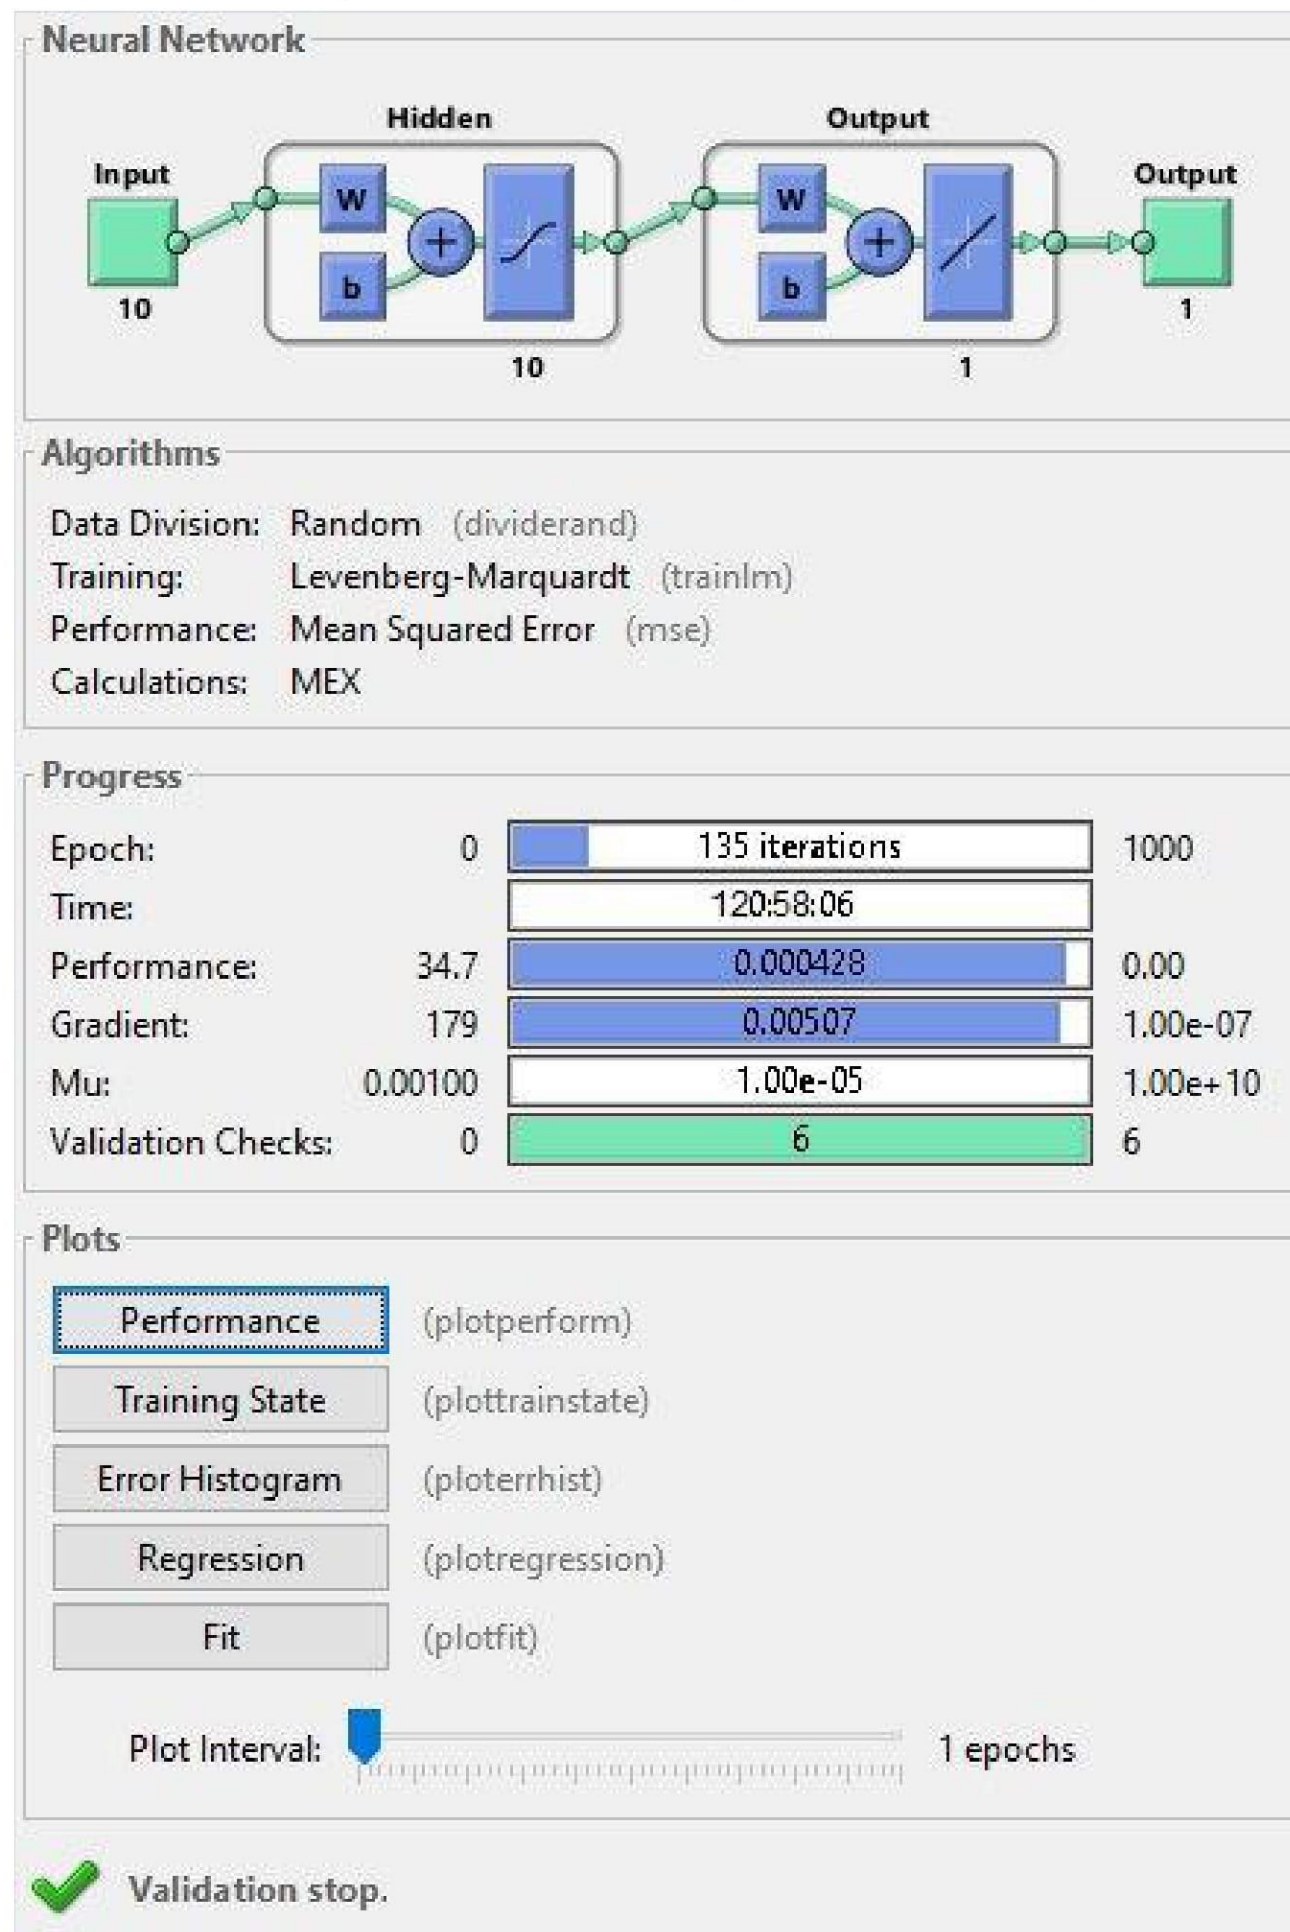 Neural Network
Hidden
Output
Input
Output
W
W
+
+
b
b
10
1
10
1
Algorithms
Data Division: Random (dividerand)
Training: Levenberg-Marquardt (trainlm)
Performance: Mean Squared Error (mse)
Calculations: MEX
Progress
Epoch: 0 135 iterations 1000
Time: 120:58:06
Performance: 34.7 0.000428 0.00
Gradient: 179 0.00507 1.00e-07
Mu: 0.00100 1.00e-05 1.00e+10
Validation Checks: 0 6 6
Plots
Performance (plotperform)
Training State (plottrainstate)
Error Histogram (ploterrhist)
Regression (plotregression)
Fit (plotfit)
Plot Interval: 1 epochs
Validation stop.